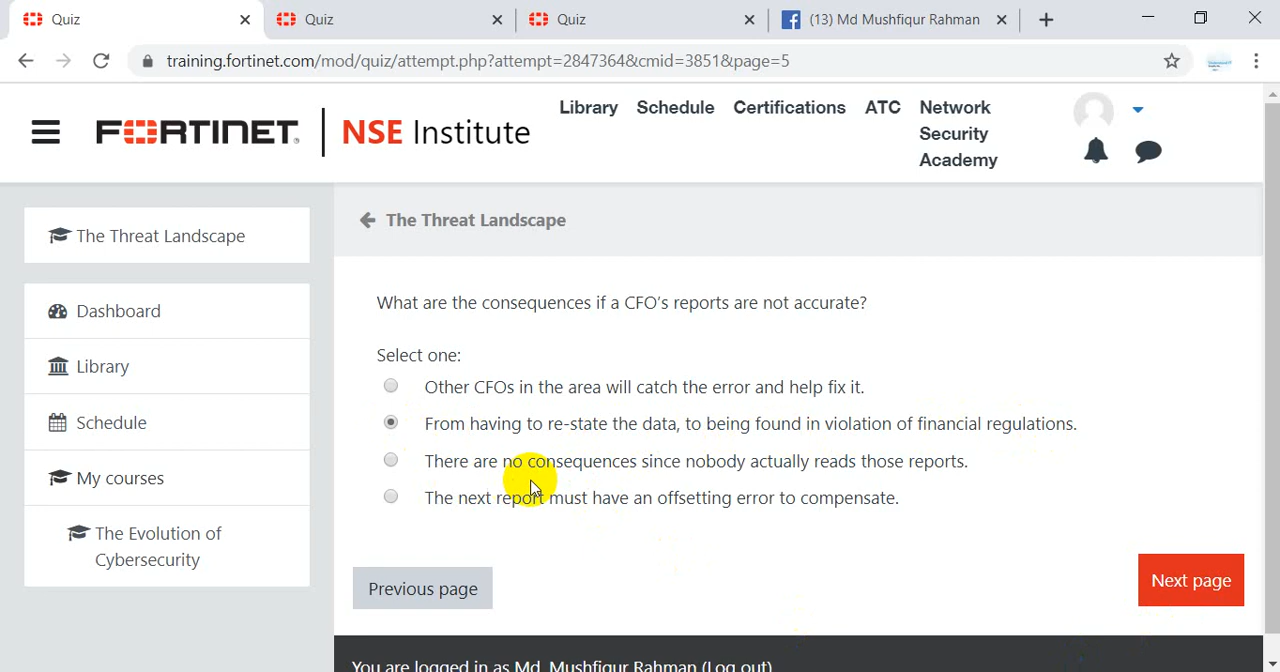 Quiz
Quiz
Quiz
(13) Md Mushfiqur Rahman
training.fortinet.com/mod/quiz/attempt.php?attempt=2847364&cmid=3851&page=5
FORTINET
NSE Institute
Library
Schedule
Certifications
ATC
Network
Security
Academy
The Threat Landscape
Dashboard
Library
Schedule
My courses
The Evolution of
Cybersecurity
The Threat Landscape
What are the consequences if a CFO's reports are not accurate?
Select one:
Other CFOs in the area will catch the error and help fix it.
From having to re-state the data, to being found in violation of financial regulations.
There are no consequences since nobody actually reads those reports.
The next report must have an offsetting error to compensate.
Previous page
Next page
You are logged in as Md. Mushfiqur Rahman (Log out)